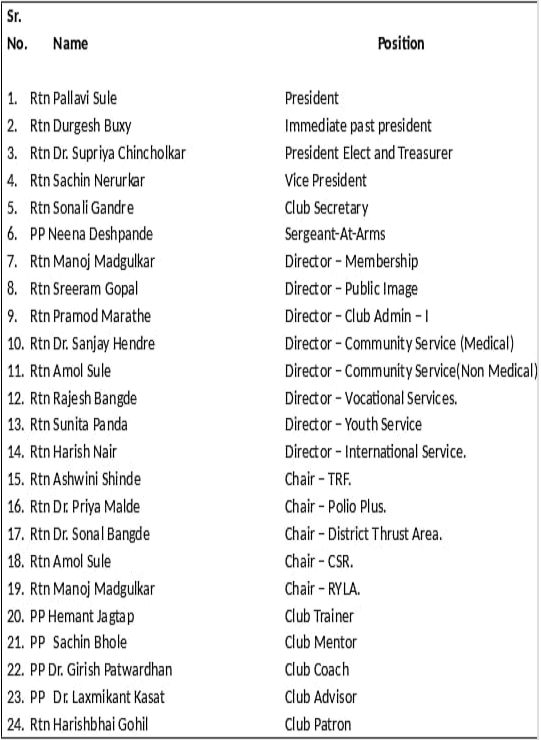 Sr.
No. Name Position
1. Rtn Pallavi Sule President
2. Rtn Durgesh Buxy Immediate past president
3. Rtn Dr. Supriya Chincholkar President Elect and Treasurer
4. Rtn Sachin Nerurkar Vice President
5. Rtn Sonali Gandre Club Secretary
6. PP Neena Deshpande Sergeant-At-Arms
7. Rtn Manoj Madgulkar Director – Membership
8. Rtn Sreeram Gopal Director – Public Image
9. Rtn Pramod Marathe Director – Club Admin – I
10. Rtn Dr. Sanjay Hendre Director – Community Service (Medical)
11. Rtn Amol Sule Director – Community Service(Non Medical)
12. Rtn Rajesh Bangde Director – Vocational Services.
13. Rtn Sunita Panda Director – Youth Service
14. Rtn Harish Nair Director – International Service.
15. Rtn Ashwini Shinde Chair – TRF.
16. Rtn Dr. Priya Malde Chair – Polio Plus.
17. Rtn Dr. Sonal Bangde Chair – District Thrust Area.
18. Rtn Amol Sule Chair – CSR.
19. Rtn Manoj Madgulkar Chair – RYLA.
20. PP Hemant Jagtap Club Trainer
21. PP Sachin Bhole Club Mentor
22. PP Dr. Girish Patwardhan Club Coach
23. PP Dr. Laxmikant Kasat Club Advisor
24. Rtn Harishbhai Gohil Club Patron